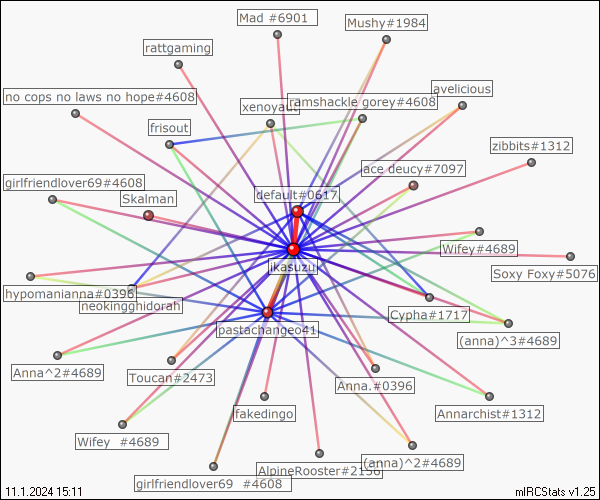 Mad #6901
Mushy#1984
rattgaming
avelicious
no cops no laws no hope#4608
xenoyaut
ramshackle gorey#4608
frisout
zibbits#1312
ace deucy#7097
girlfriendlover69#4608
Skalman
default#0617
Wifey#4689
ikasuzu
Soxy Foxy#5076
hypomanianna#0396
neokingghidorah
Cypha#1717
pastachangeo41
(anna)^3#4689
Anna^2#4689
Toucan#2473
Anna.#0396
fakedingo
Annarchist#1312
Wifey #4689
(anna)^2#4689
girlfriendlover69 #4608
11.1.2024 15:11
mIRCStats v1.25